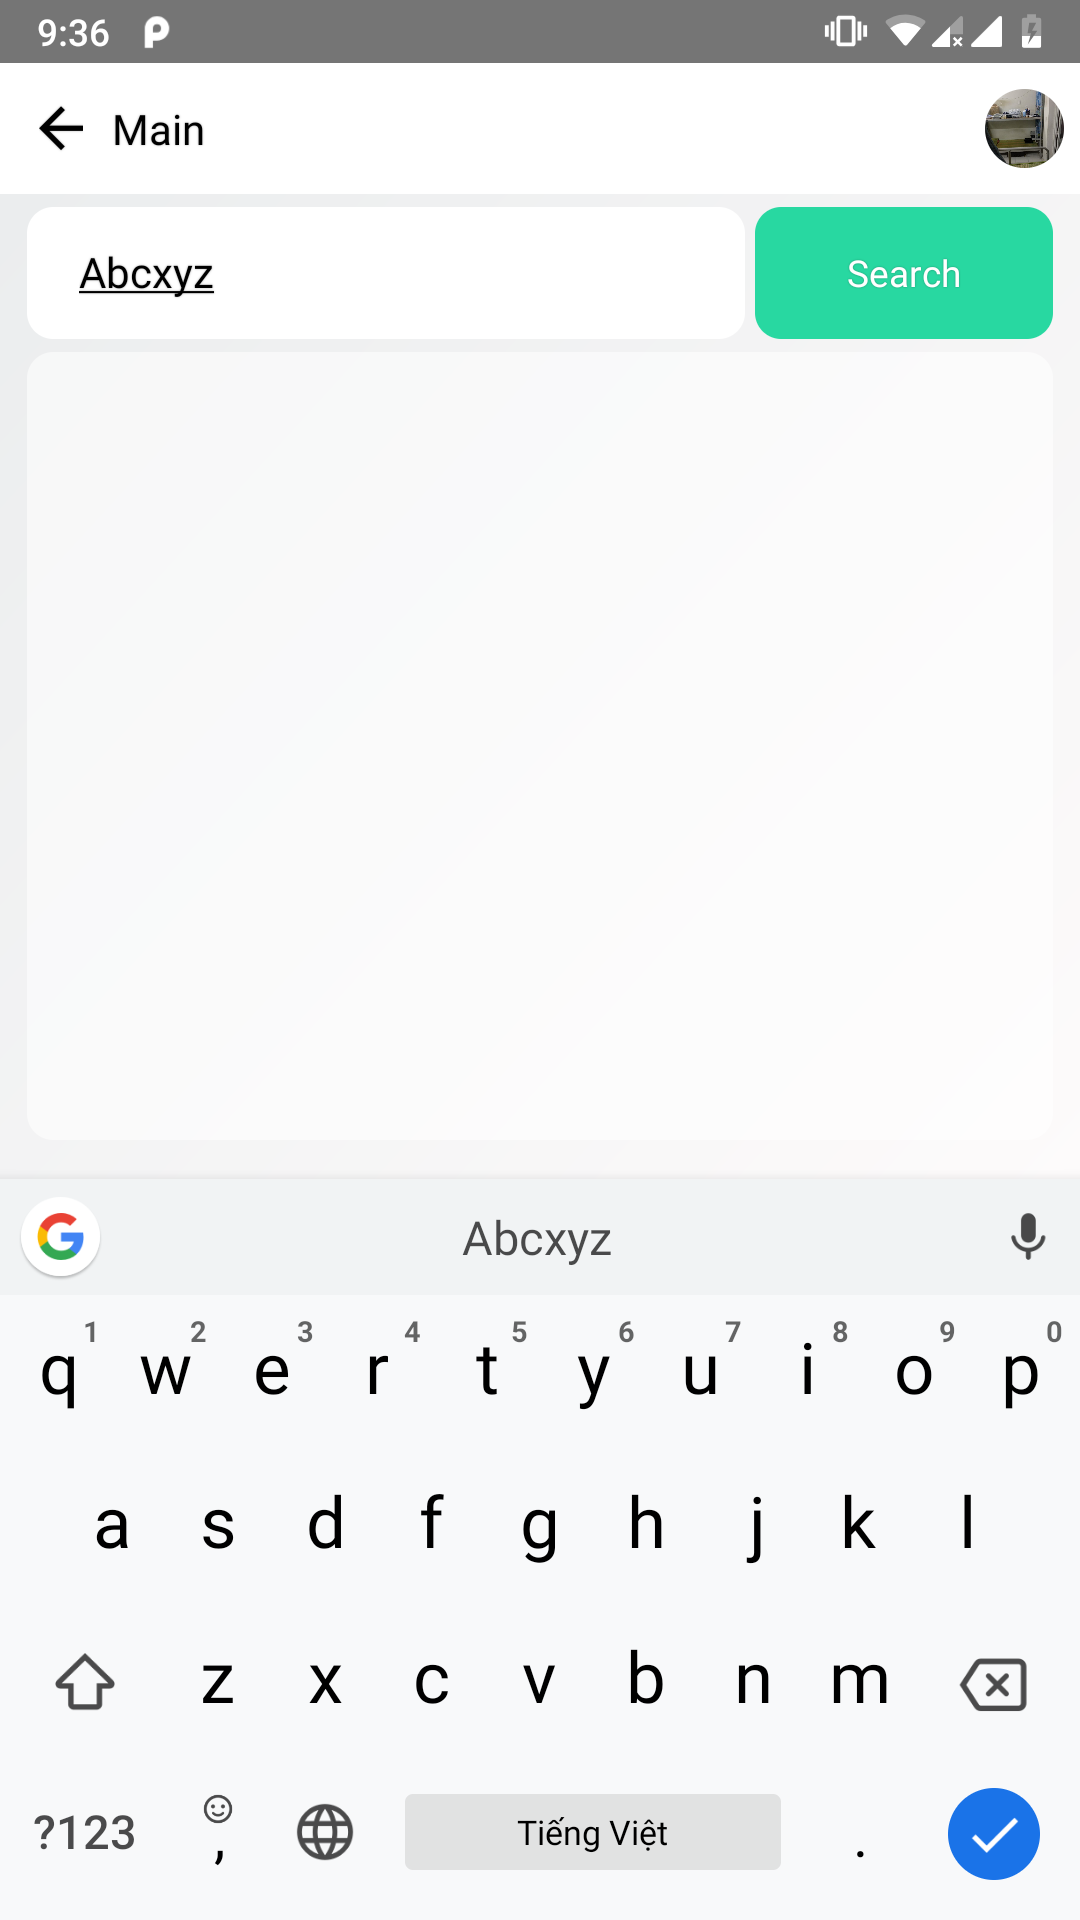 9:36
Main
Abcxyz
Search
Abcxyz
1 2 3 4 5 6 7 8 9 0
q w e r t y u i o p
a s d f g h j k l
z x c v b n m
?123 , Tiếng Việt .